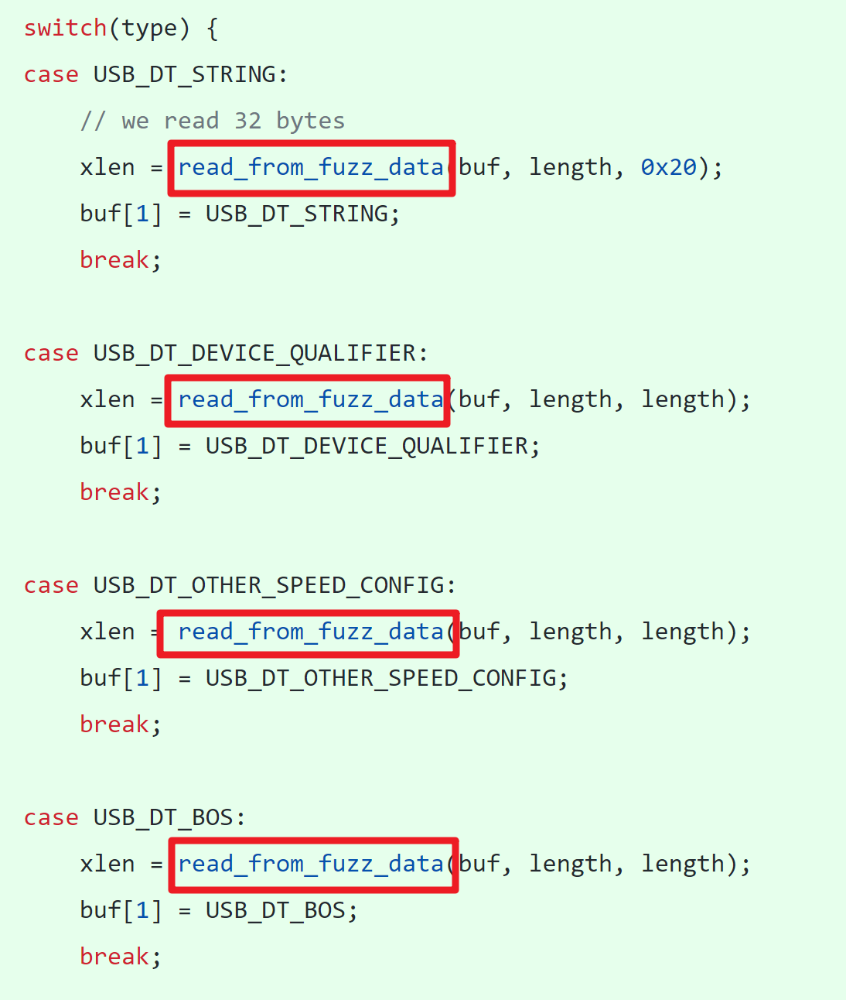 switch(type) {
case USB_DT_STRING:
// we read 32 bytes
xlen = read_from_fuzz_data(buf, length, 0x20);
buf[1] = USB_DT_STRING;
break;
case USB_DT_DEVICE_QUALIFIER:
xlen = read_from_fuzz_data(buf, length, length);
buf[1] = USB_DT_DEVICE_QUALIFIER;
break;
case USB_DT_OTHER_SPEED_CONFIG:
xlen = read_from_fuzz_data(buf, length, length);
buf[1] = USB_DT_OTHER_SPEED_CONFIG;
break;
case USB_DT_BOS:
xlen = read_from_fuzz_data(buf, length, length);
buf[1] = USB_DT_BOS;
break;